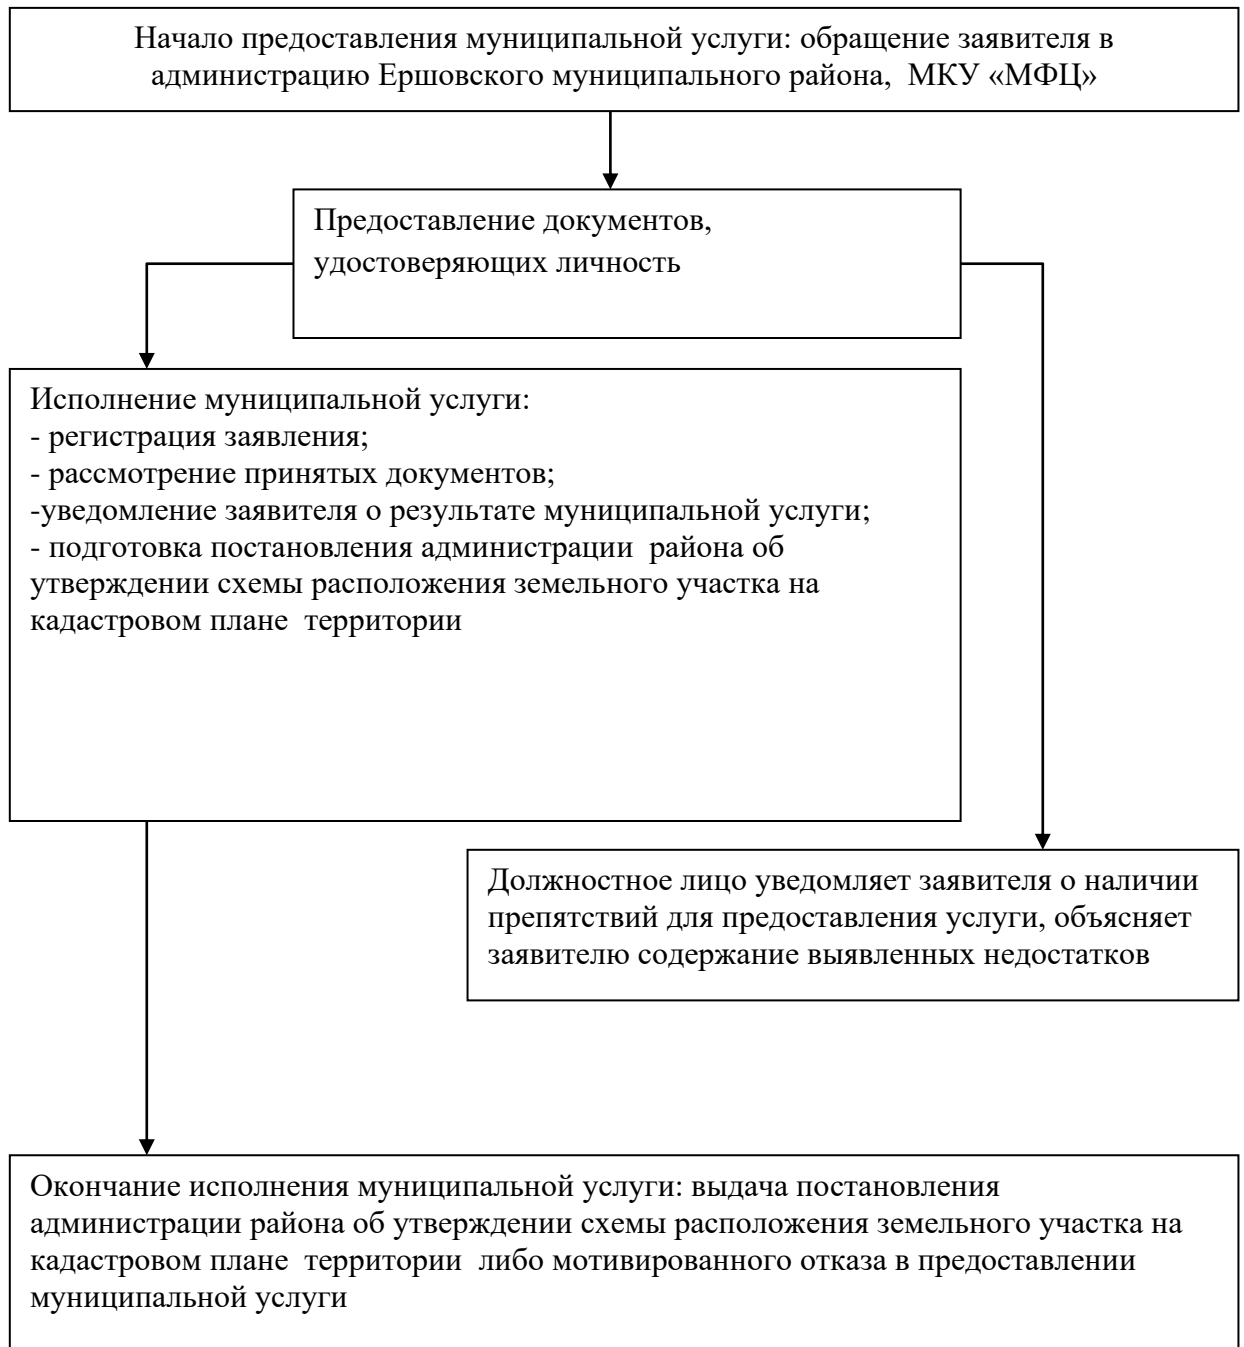 Начало предоставления муниципальной услуги: обращение заявителя в
администрацию Ершовского муниципального района,  МКУ «МФЦ»
Предоставление документов,
удостоверяющих личность
Исполнение муниципальной услуги:
- регистрация заявления;
- рассмотрение принятых документов;
-уведомление заявителя о результате муниципальной услуги;
- подготовка постановления администрации  района об
утверждении схемы расположения земельного участка на
кадастровом плане  территории
Должностное лицо уведомляет заявителя о наличии
препятствий для предоставления услуги, объясняет
заявителю содержание выявленных недостатков
Окончание исполнения муниципальной услуги: выдача постановления
администрации района об утверждении схемы расположения земельного участка на
кадастровом плане  территории  либо мотивированного отказа в предоставлении
муниципальной услуги